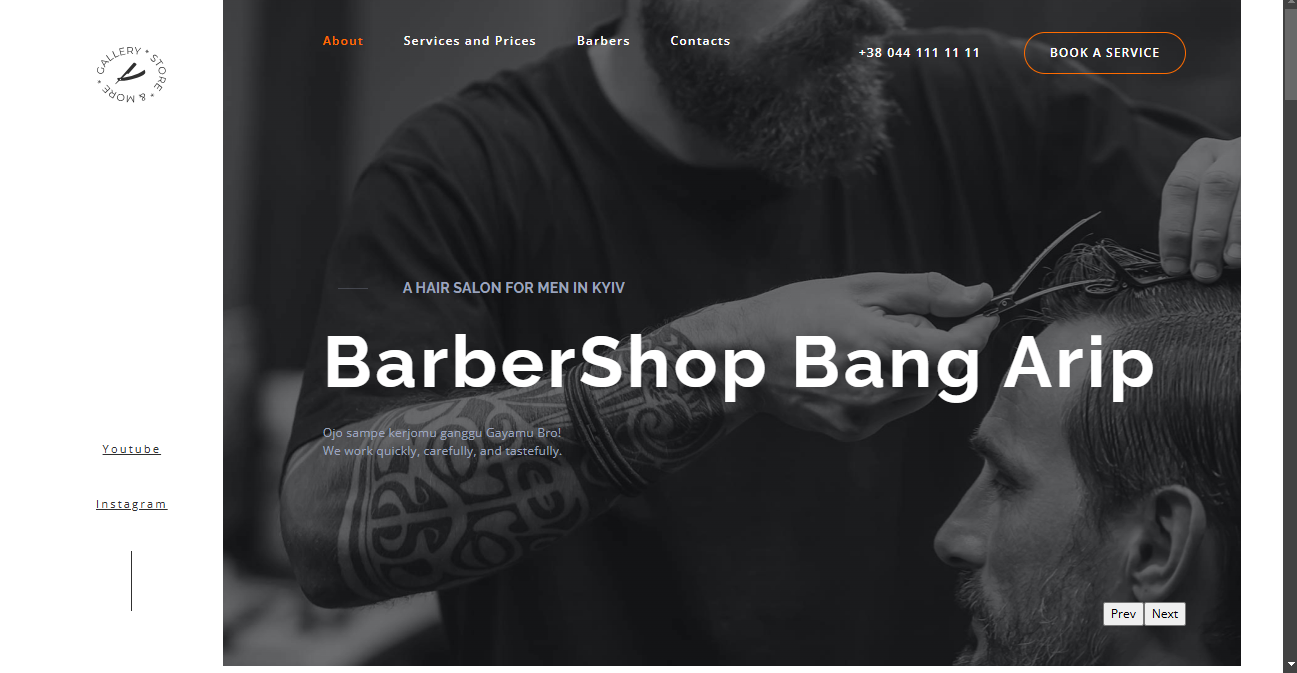 GALLERY * STORE * & MORE *
About
Services and Prices
Barbers
Contacts
+38 044 111 11 11
BOOK A SERVICE
A HAIR SALON FOR MEN IN KYIV
BarberShop Bang Arip
Ojo sampe kerjomu ganggu Gayamu Bro!
We work quickly, carefully, and tastefully.
Youtube
Instagram
Prev
Next